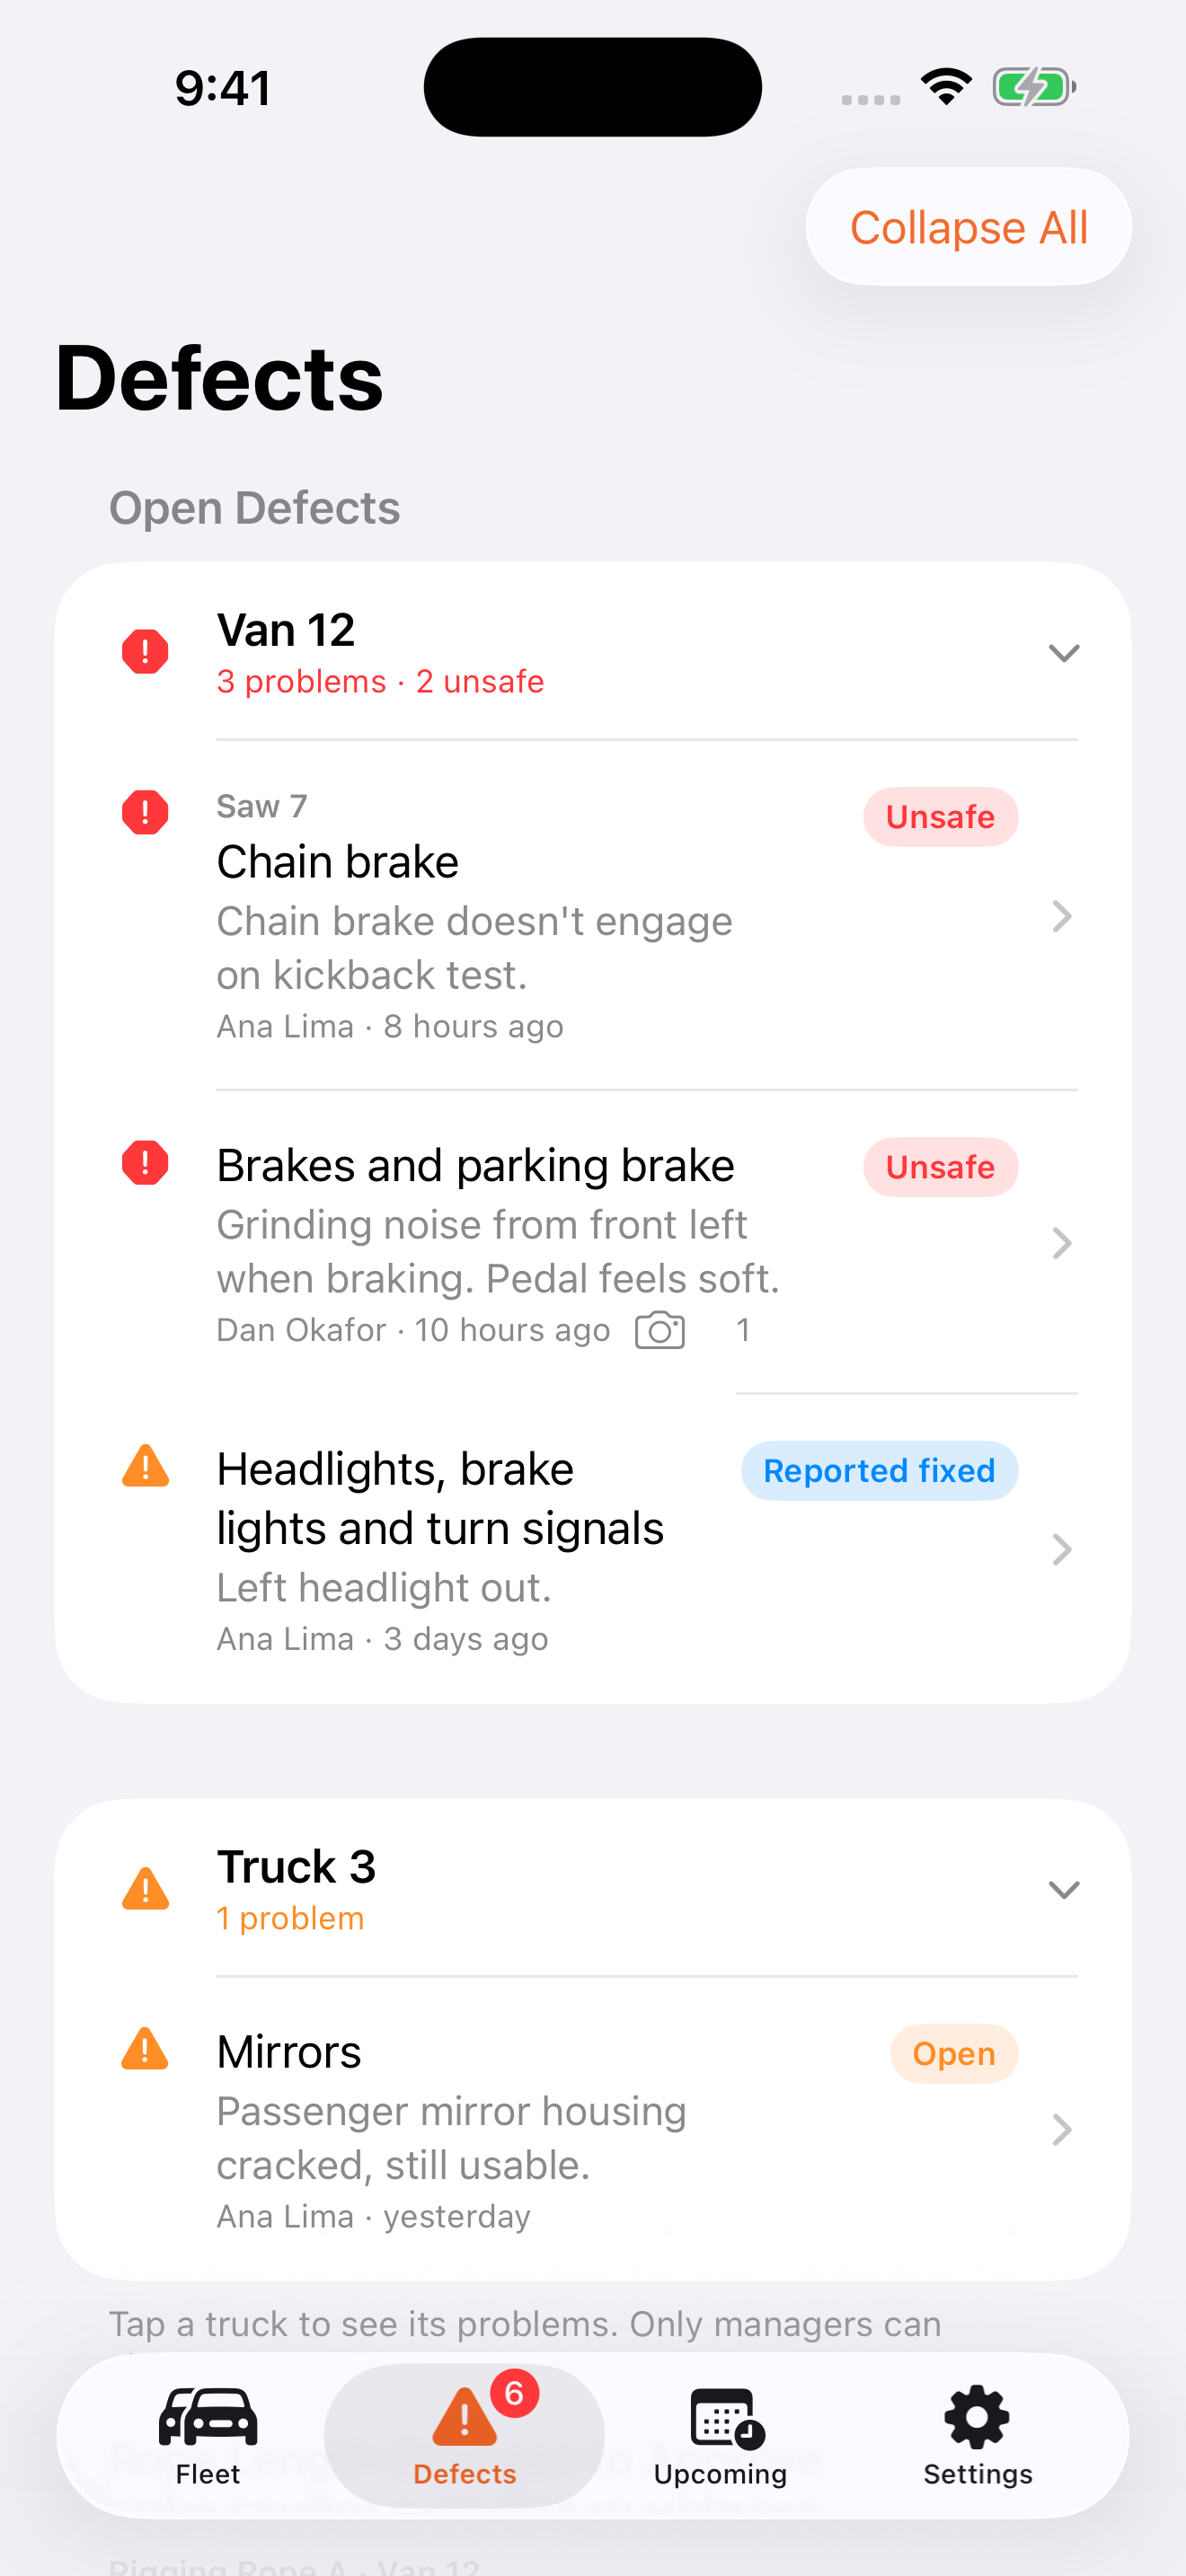 9:41
Collapse All
Defects
Open Defects
Van 12
3 problems · 2 unsafe
Saw 7
Unsafe
Chain brake
Chain brake doesn't engage
on kickback test.
Ana Lima · 8 hours ago
Brakes and parking brake
Unsafe
Grinding noise from front left
when braking. Pedal feels soft.
Dan Okafor · 10 hours ago 1
Headlights, brake
Reported fixed
lights and turn signals
Left headlight out.
Ana Lima · 3 days ago
Truck 3
1 problem
Mirrors
Open
Passenger mirror housing
cracked, still usable.
Ana Lima · yesterday
Tap a truck to see its problems. Only managers can
6
Fleet
Defects
Upcoming
Settings
Rigging Rope A · Van 12